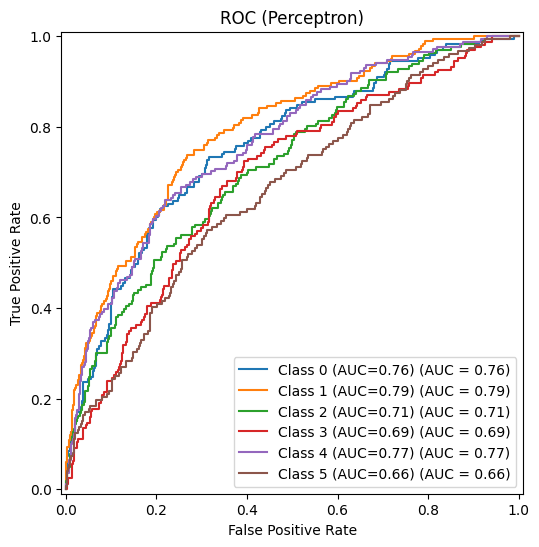 ROC (Perceptron)
1.0
0.8
0.6
0.4
0.2
0.0
True Positive Rate
Class 0 (AUC=0.76) (AUC = 0.76)
Class 1 (AUC=0.79) (AUC = 0.79)
Class 2 (AUC=0.71) (AUC = 0.71)
Class 3 (AUC=0.69) (AUC = 0.69)
Class 4 (AUC=0.77) (AUC = 0.77)
Class 5 (AUC=0.66) (AUC = 0.66)
0.0 0.2 0.4 0.6 0.8 1.0
False Positive Rate